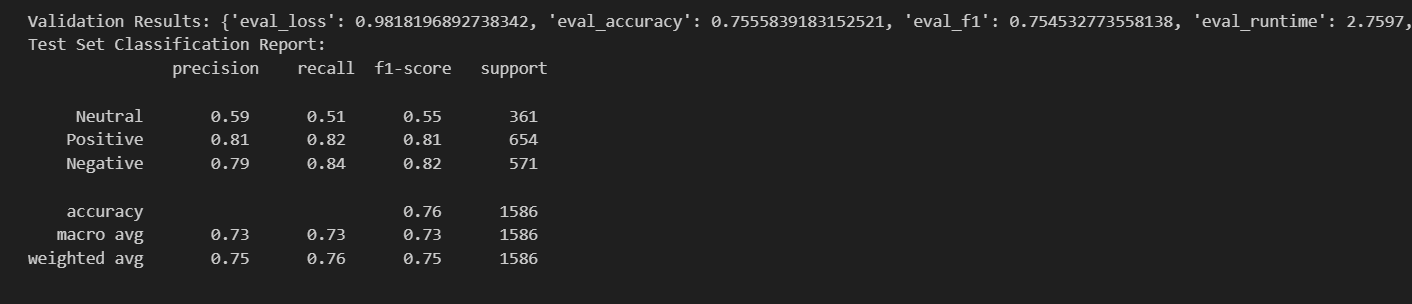 Validation Results: {'eval_loss': 0.9818196892738342, 'eval_accuracy': 0.7555839183152521, 'eval_f1': 0.754532773558138, 'eval_runtime': 2.7597,
Test Set Classification Report:
precision recall f1-score support
Neutral 0.59 0.51 0.55 361
Positive 0.81 0.82 0.81 654
Negative 0.79 0.84 0.82 571
accuracy 0.76 1586
macro avg 0.73 0.73 0.73 1586
weighted avg 0.75 0.76 0.75 1586